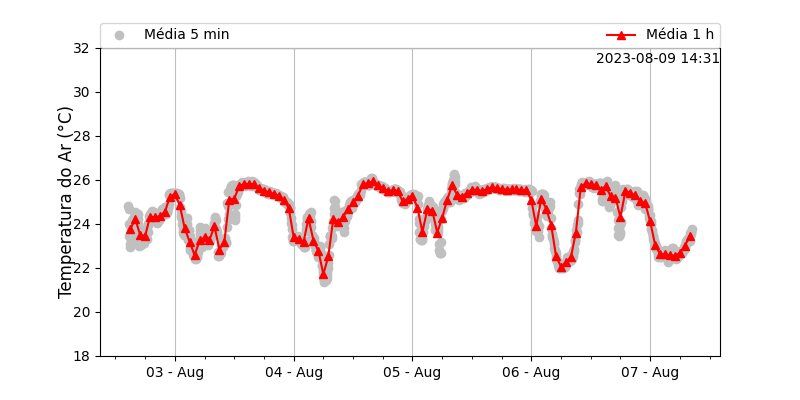 Média 5 min
Média 1 h
2023-08-09 14:31
Temperatura do Ar (°C)
32
30
28
26
24
22
20
18
03 - Aug
04 - Aug
05 - Aug
06 - Aug
07 - Aug